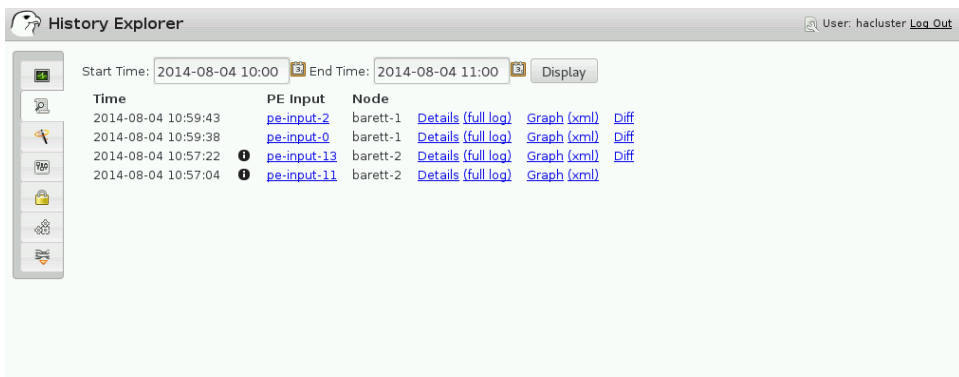 History Explorer User: hacluster Log Out
Start Time: 2014-08-04 10:00 End Time: 2014-08-04 11:00 Display
Time PE Input Node
2014-08-04 10:59:43 pe-input-2 barett-1 Details (full log) Graph (xml) Diff
2014-08-04 10:59:38 pe-input-0 barett-1 Details (full log) Graph (xml) Diff
2014-08-04 10:57:22 pe-input-13 barett-2 Details (full log) Graph (xml) Diff
2014-08-04 10:57:04 pe-input-11 barett-2 Details (full log) Graph (xml)